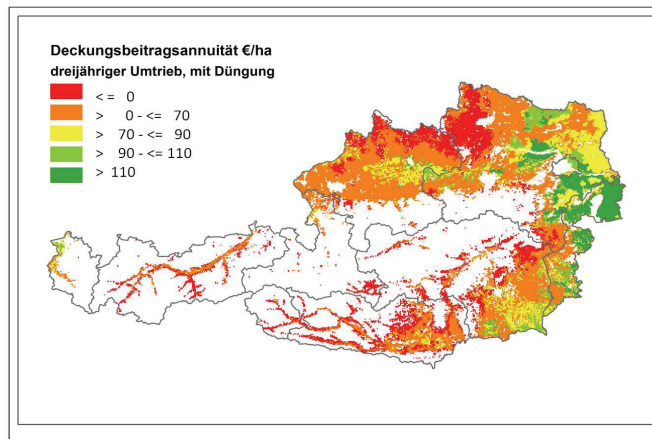 Deckungsbeitragsannuität €/ha
dreijähriger Umtrieb, mit Düngung
< = 0
> 0 - <= 70
> 70 - <= 90
> 90 - <= 110
> 110